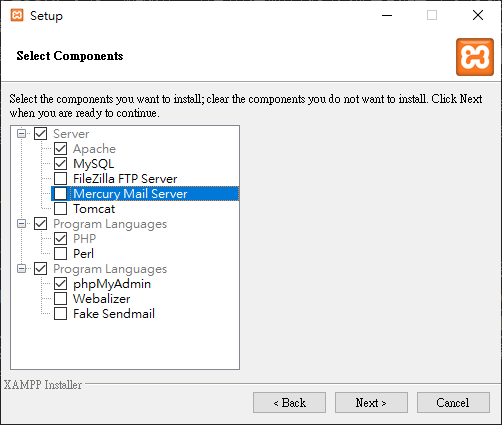 Setup
Select Components
Select the components you want to install; clear the components you do not want to install. Click Next
when you are ready to continue.
Server
Apache
MySQL
FileZilla FTP Server
Mercury Mail Server
Tomcat
Program Languages
PHP
Perl
Program Languages
phpMyAdmin
Webalizer
Fake Sendmail
XAMPP Installer
< Back
Next >
Cancel